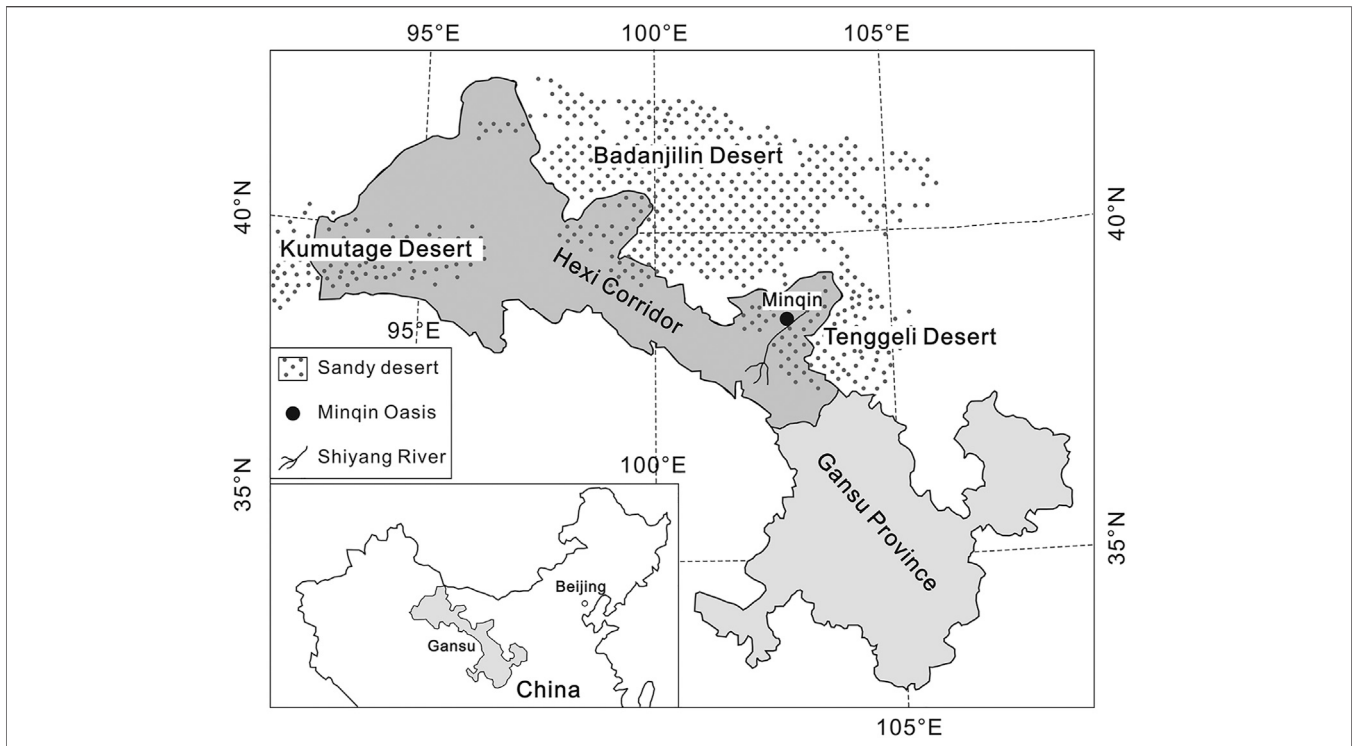 95°E
100°E
105°E
Badanjilin Desert
40°N
40°N
Kumutage Desert
Hexi Corridor
Minqin
95°E
Tenggeli Desert
Sandy desert
Minqin Oasis
Shiyang River
100°E
35°N
Gansu Province
35°N
Beijing
Gansu
China
105°E